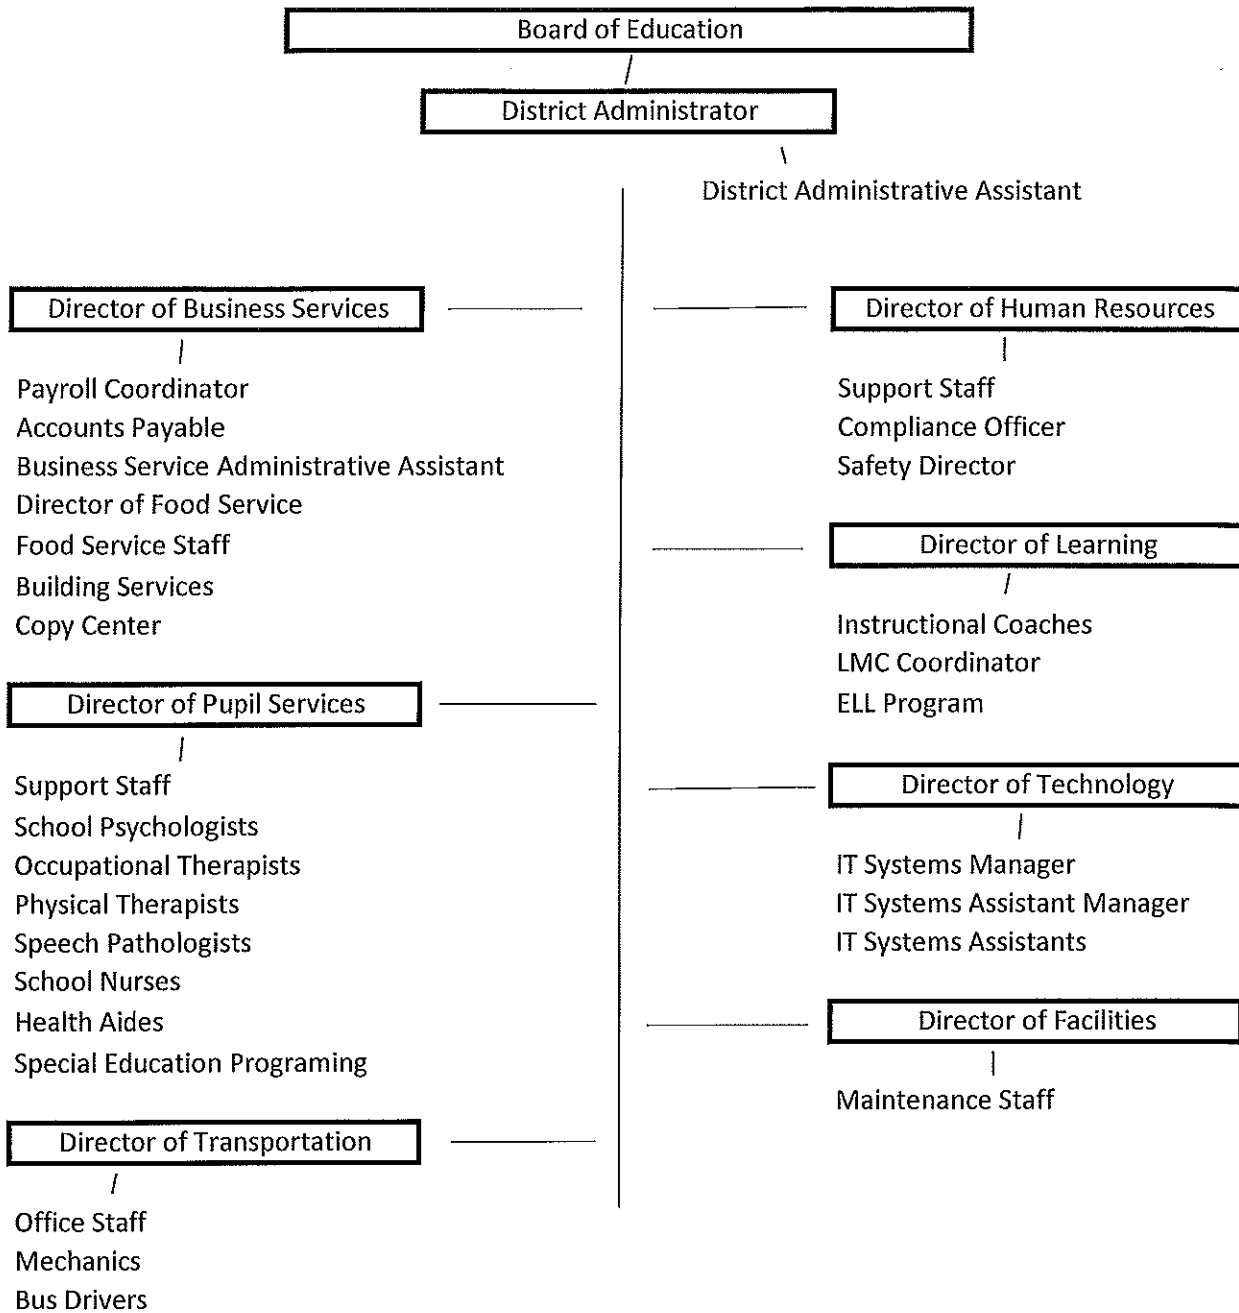 Board of Education
District Administrator
District Administrative Assistant
Director of Business Services
Payroll Coordinator
Accounts Payable
Business Service Administrative Assistant
Director of Food Service
Food Service Staff
Building Services
Copy Center
Director of Pupil Services
Support Staff
School Psychologists
Occupational Therapists
Physical Therapists
Speech Pathologists
School Nurses
Health Aides
Special Education Programing
Director of Transportation
Office Staff
Mechanics
Bus Drivers
Director of Human Resources
Support Staff
Compliance Officer
Safety Director
Director of Learning
Instructional Coaches
LMC Coordinator
ELL Program
Director of Technology
IT Systems Manager
IT Systems Assistant Manager
IT Systems Assistants
Director of Facilities
Maintenance Staff